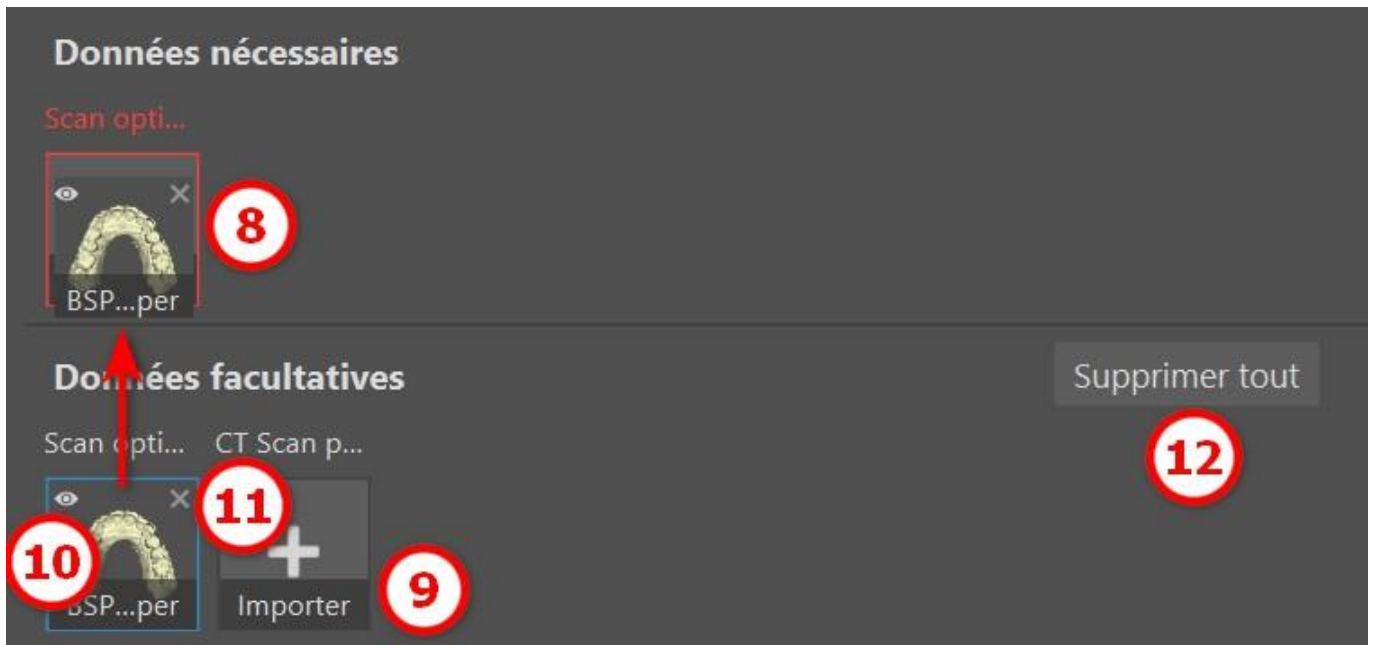 Données nécessaires
Scan opti...
8
BSP...per
Données facultatives
Supprimer tout
Scan opti... CT Scan p...
12
11
10
9
BSP...per
Importer